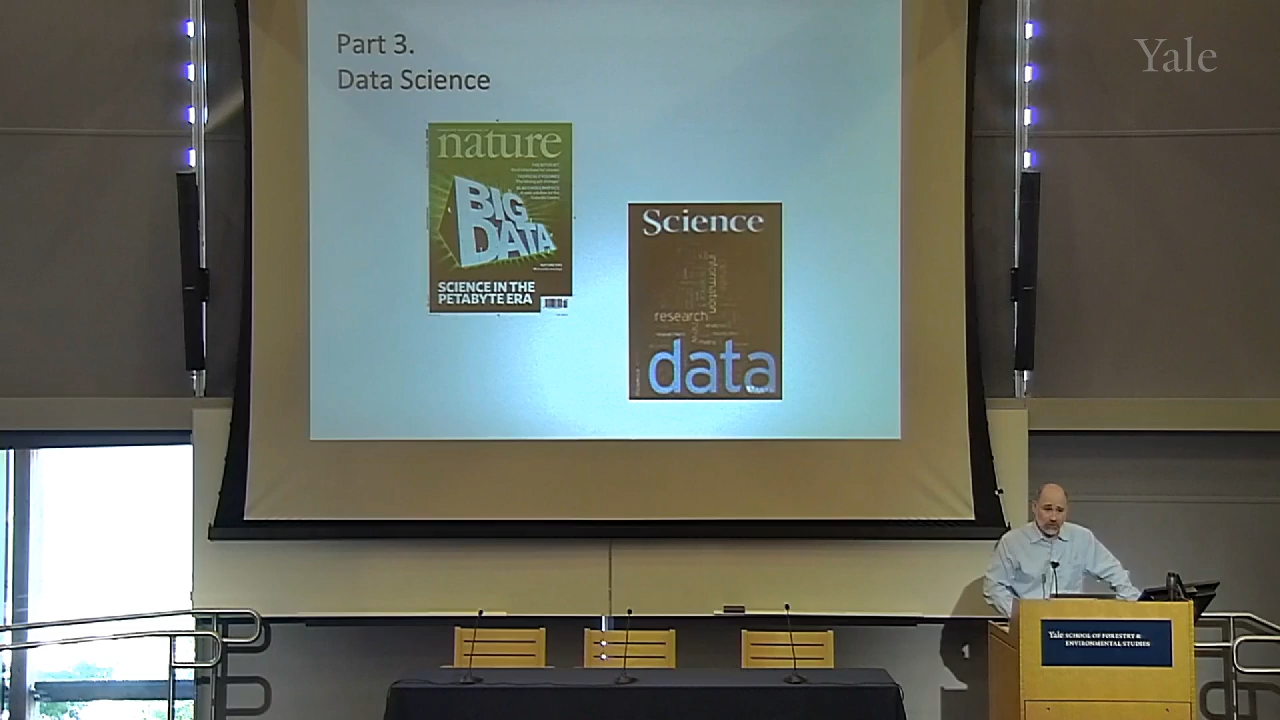 Part 3.
Data Science
Yale
nature
BIG
DATA
SCIENCE IN THE
PETABYTE ERA
Science
information
research
data
Yale SCHOOL OF FORESTRY &
ENVIRONMENTAL STUDIES